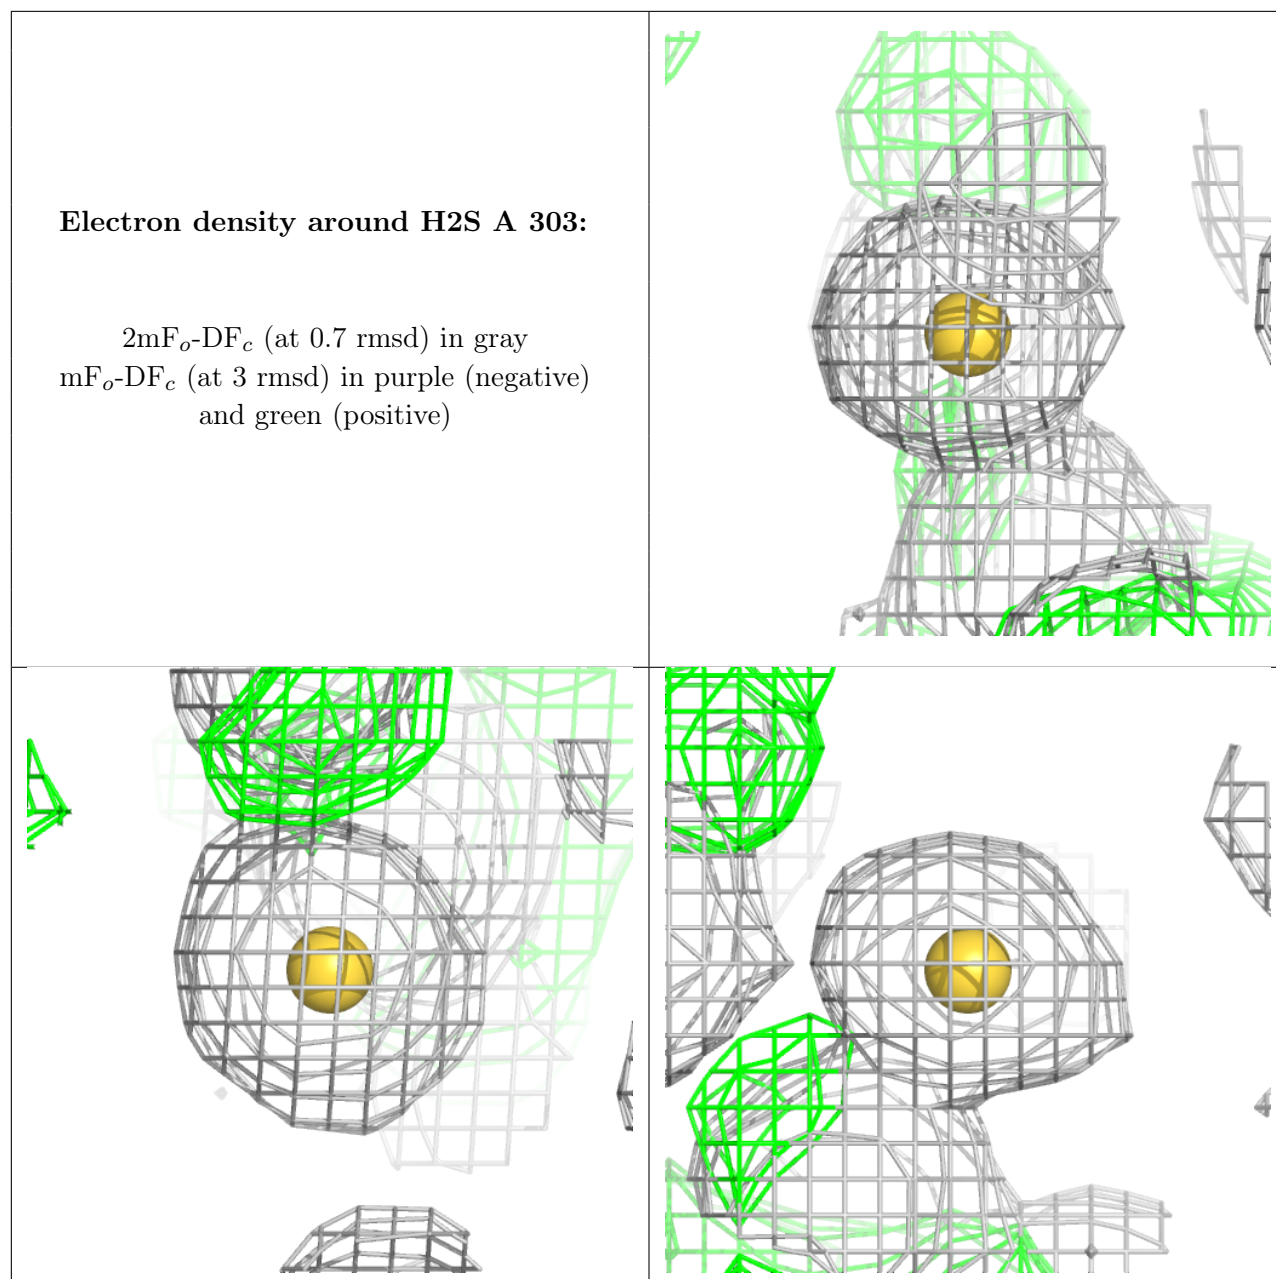 Electron density around H2S A 303:
2mFo-DFc (at 0.7 rmsd) in gray
mFo-DFc (at 3 rmsd) in purple (negative)
and green (positive)